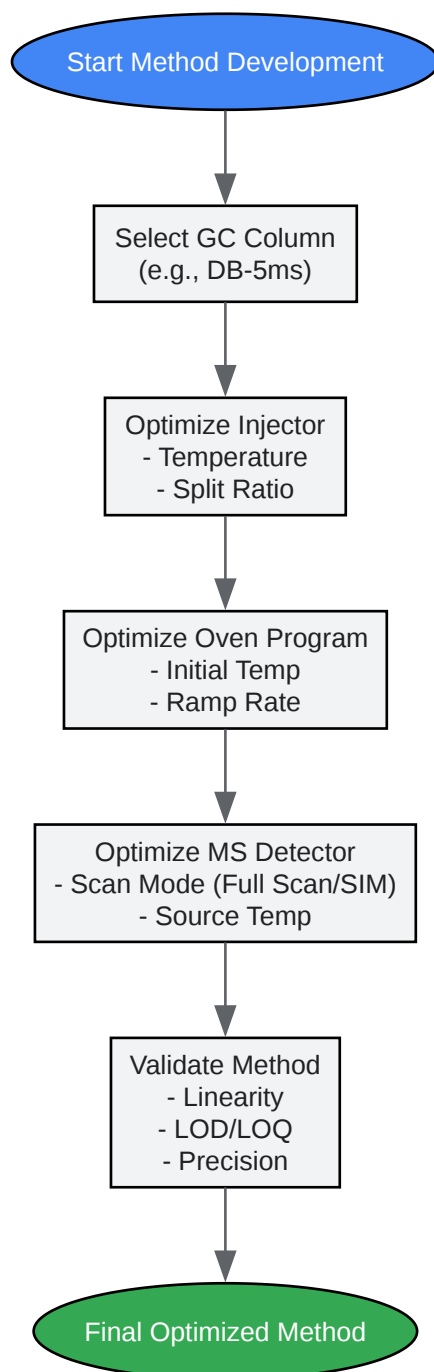 Start Method Development
Select GC Column
(e.g., DB-5ms)
Optimize Injector
- Temperature
- Split Ratio
Optimize Oven Program
- Initial Temp
- Ramp Rate
Optimize MS Detector
- Scan Mode (Full Scan/SIM)
- Source Temp
Validate Method
- Linearity
- LOD/LOQ
- Precision
Final Optimized Method